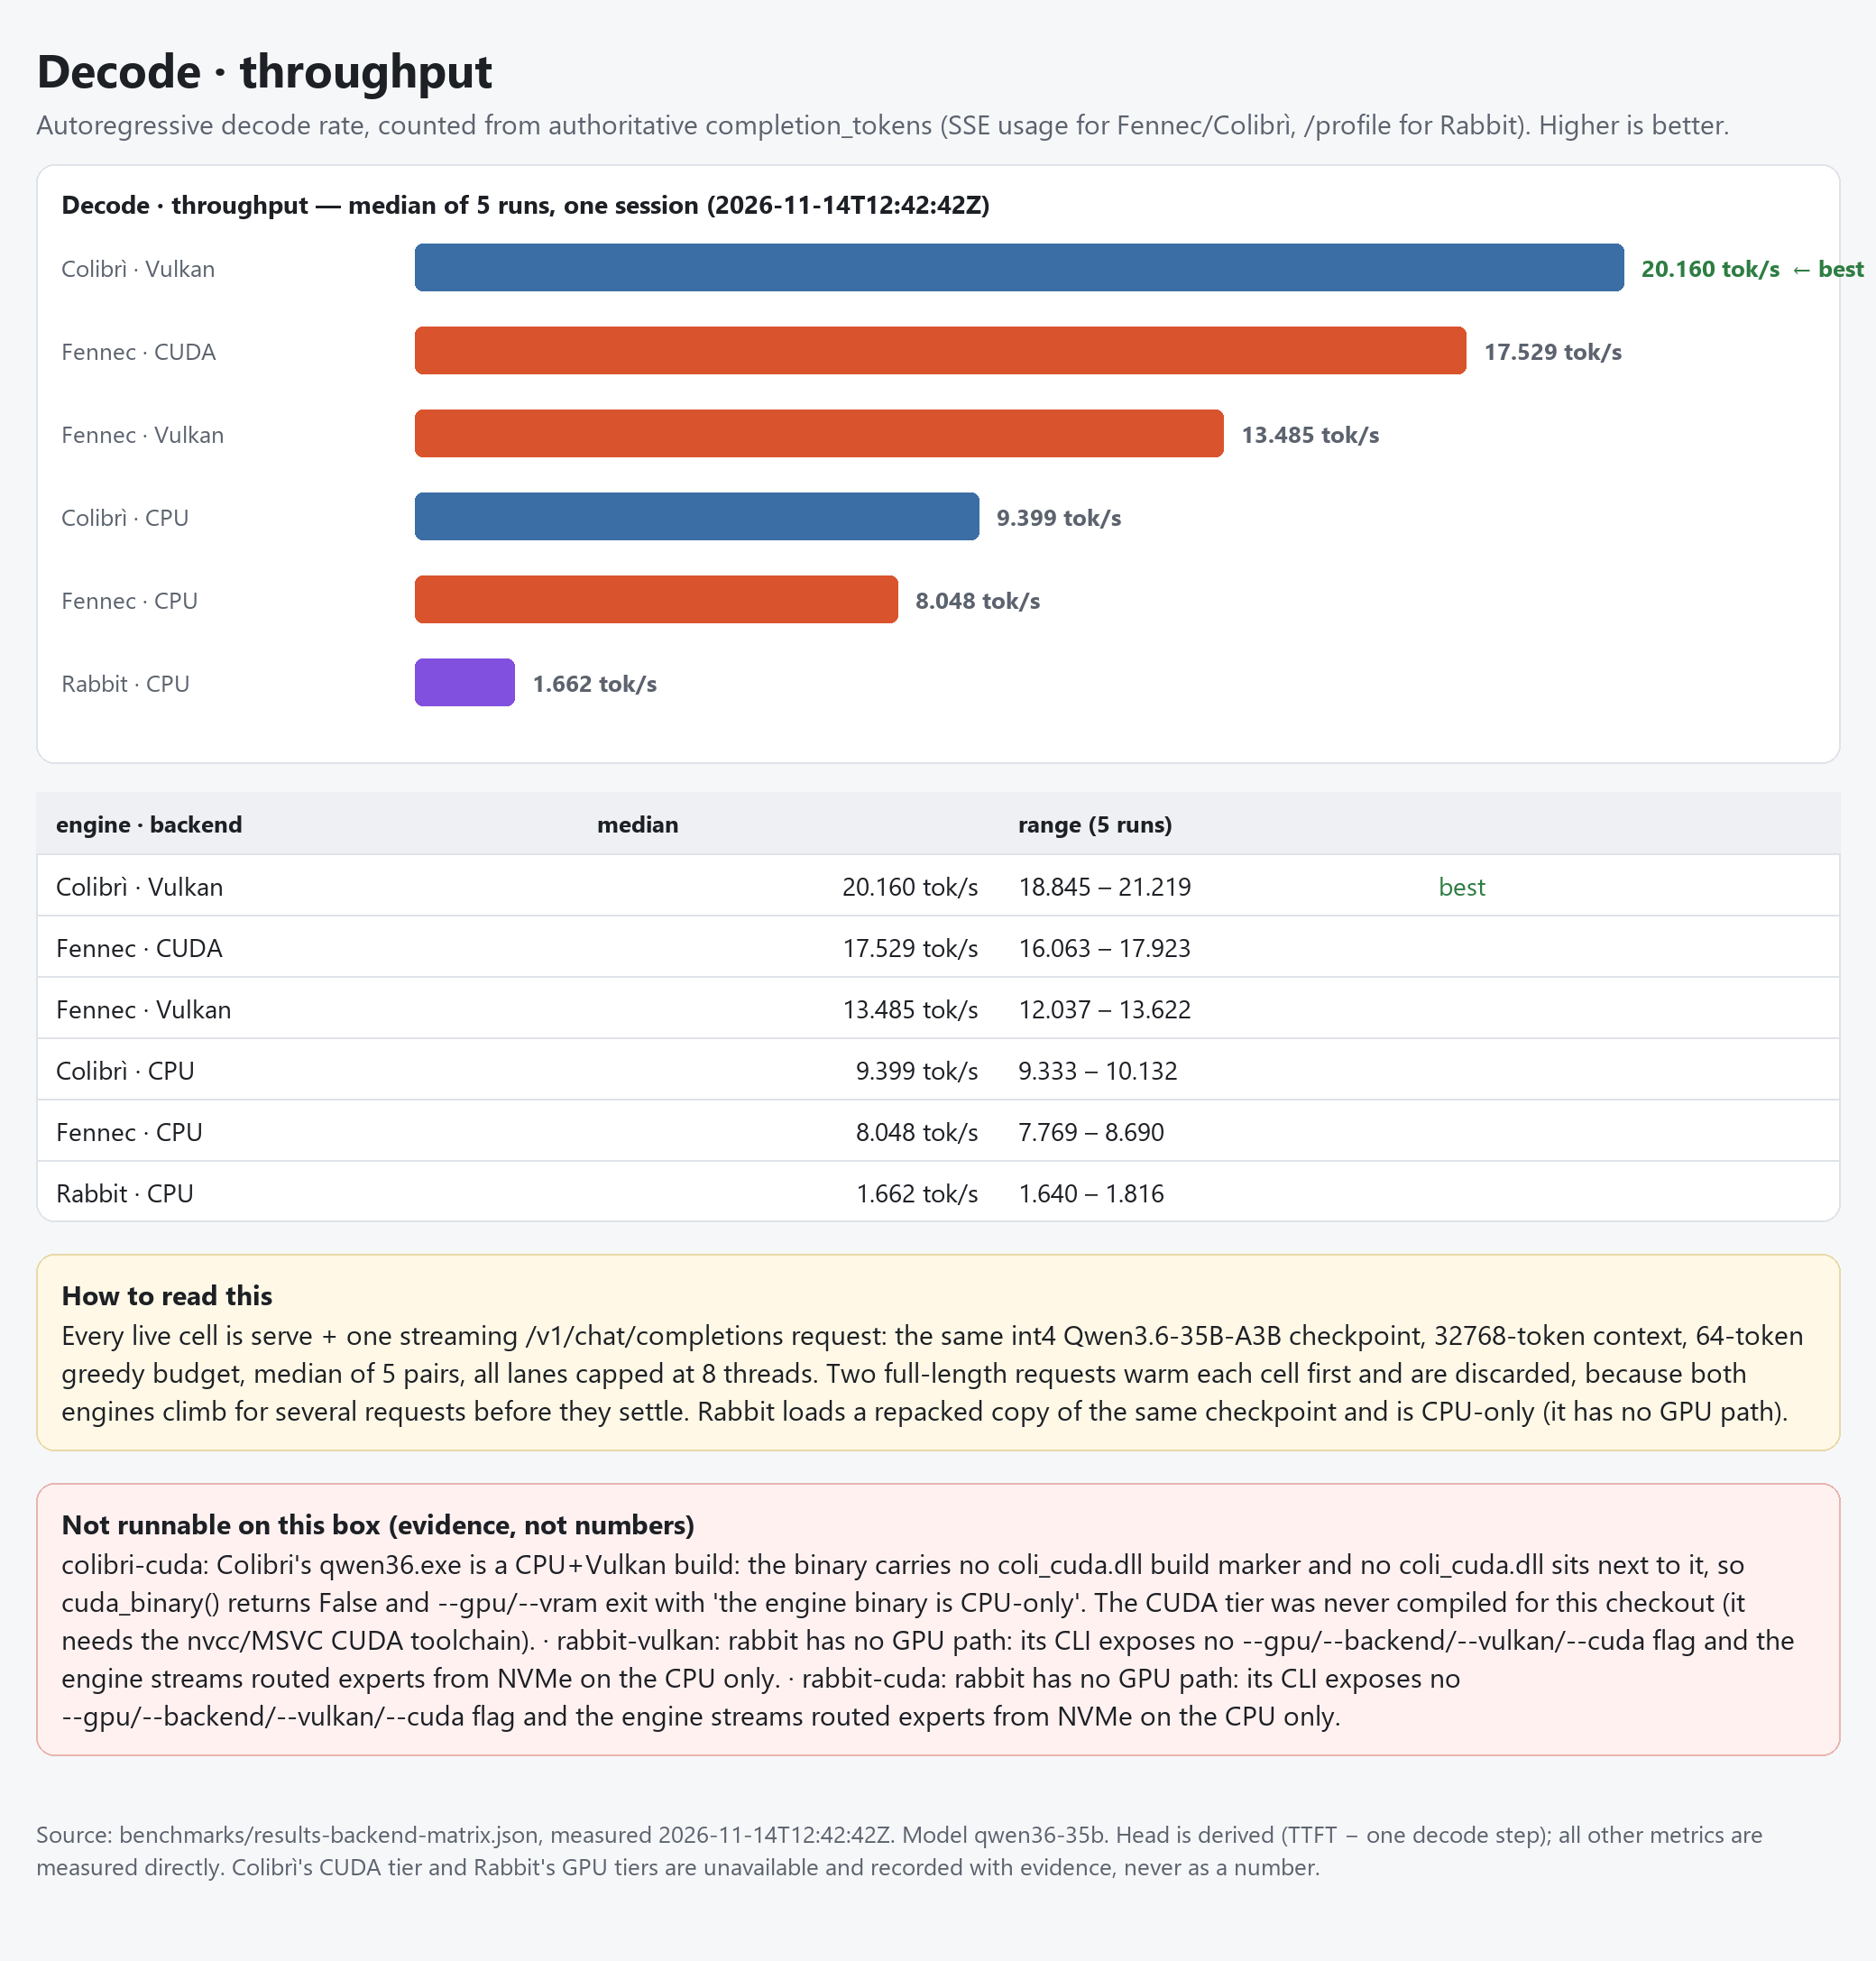 Decode · throughput
Autoregressive decode rate, counted from authoritative completion_tokens (SSE usage for Fennec/Colibrì, /profile for Rabbit). Higher is better.
Decode · throughput — median of 5 runs, one session (2026-11-14T12:42:42Z)
Colibrì · Vulkan 20.160 tok/s ← best
Fennec · CUDA 17.529 tok/s
Fennec · Vulkan 13.485 tok/s
Colibrì · CPU 9.399 tok/s
Fennec · CPU 8.048 tok/s
Rabbit · CPU 1.662 tok/s
engine · backend median range (5 runs)
Colibrì · Vulkan 20.160 tok/s 18.845 – 21.219 best
Fennec · CUDA 17.529 tok/s 16.063 – 17.923
Fennec · Vulkan 13.485 tok/s 12.037 – 13.622
Colibrì · CPU 9.399 tok/s 9.333 – 10.132
Fennec · CPU 8.048 tok/s 7.769 – 8.690
Rabbit · CPU 1.662 tok/s 1.640 – 1.816
How to read this
Every live cell is serve + one streaming /v1/chat/completions request: the same int4 Qwen3.6-35B-A3B checkpoint, 32768-token context, 64-token
greedy budget, median of 5 pairs, all lanes capped at 8 threads. Two full-length requests warm each cell first and are discarded, because both
engines climb for several requests before they settle. Rabbit loads a repacked copy of the same checkpoint and is CPU-only (it has no GPU path).
Not runnable on this box (evidence, not numbers)
colibri-cuda: Colibri's qwen36.exe is a CPU+Vulkan build: the binary carries no coli_cuda.dll build marker and no coli_cuda.dll sits next to it, so
cuda_binary() returns False and --gpu/--vram exit with 'the engine binary is CPU-only'. The CUDA tier was never compiled for this checkout (it
needs the nvcc/MSVC CUDA toolchain). · rabbit-vulkan: rabbit has no GPU path: its CLI exposes no --gpu/--backend/--vulkan/--cuda flag and the
engine streams routed experts from NVMe on the CPU only. · rabbit-cuda: rabbit has no GPU path: its CLI exposes no
--gpu/--backend/--vulkan/--cuda flag and the engine streams routed experts from NVMe on the CPU only.
Source: benchmarks/results-backend-matrix.json, measured 2026-11-14T12:42:42Z. Model qwen36-35b. Head is derived (TTFT − one decode step); all other metrics are
measured directly. Colibrì's CUDA tier and Rabbit's GPU tiers are unavailable and recorded with evidence, never as a number.